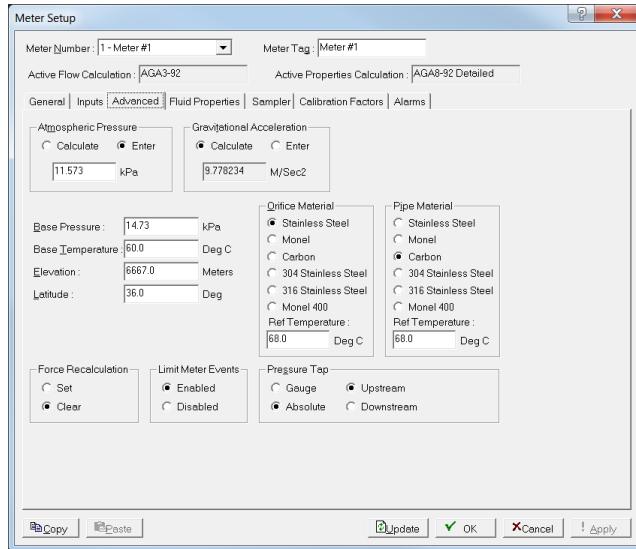 Meter Setup
Meter Number : 1 - Meter #1 Meter Tag : Meter #1
Active Flow Calculation : AGA3-92 Active Properties Calculation : AGA8-92 Detailed
General Inputs Advanced Fluid Properties Sampler Calibration Factors Alarms
Atmospheric Pressure Gravitational Acceleration
Calculate Enter Calculate Enter
11.573 kPa 9.778234 M/Sec2
Orifice Material Pipe Material
Base Pressure : 14.73 kPa Stainless Steel Stainless Steel
Monel Monel
Base Temperature : 60.0 Deg C Carbon Carbon
Elevation : 6667.0 Meters 304 Stainless Steel 304 Stainless Steel
Latitude : 36.0 Deg 316 Stainless Steel 316 Stainless Steel
Monel 400 Monel 400
Ref Temperature : Ref Temperature :
68.0 Deg C 68.0 Deg C
Force Recalculation Limit Meter Events Pressure Tap
Set Enabled Gauge Upstream
Clear Disabled Absolute Downstream
Copy Paste Update OK Cancel ! Apply